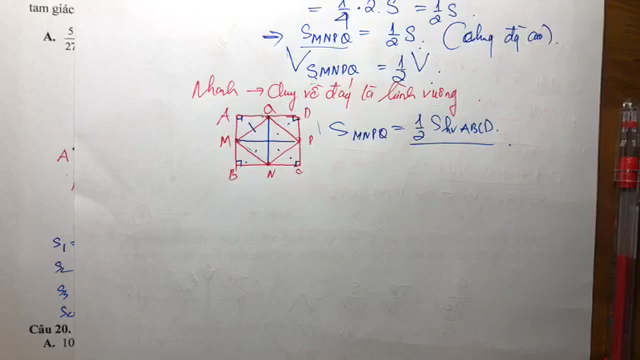 tam giác
= 1/4 . 2 . S = 1/2 S
A. 5/27
→ S_MNPQ = 1/2 S. (cùng độ cao)
V_SMNPQ = 1/2 V.
Nhanh → Quy về đáy là hình vuông
A Q D
M P
B N C
S_MNPQ = 1/2 S_hv ABCD.
A
S1 =
S2
S3
Câu 20.
A. 10